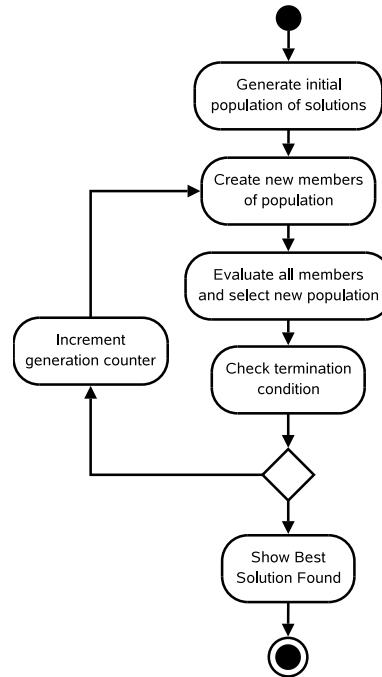 Generate initial
population of solutions
Create new members
of population
Evaluate all members
and select new population
Increment
generation counter
Check termination
condition
Show Best
Solution Found